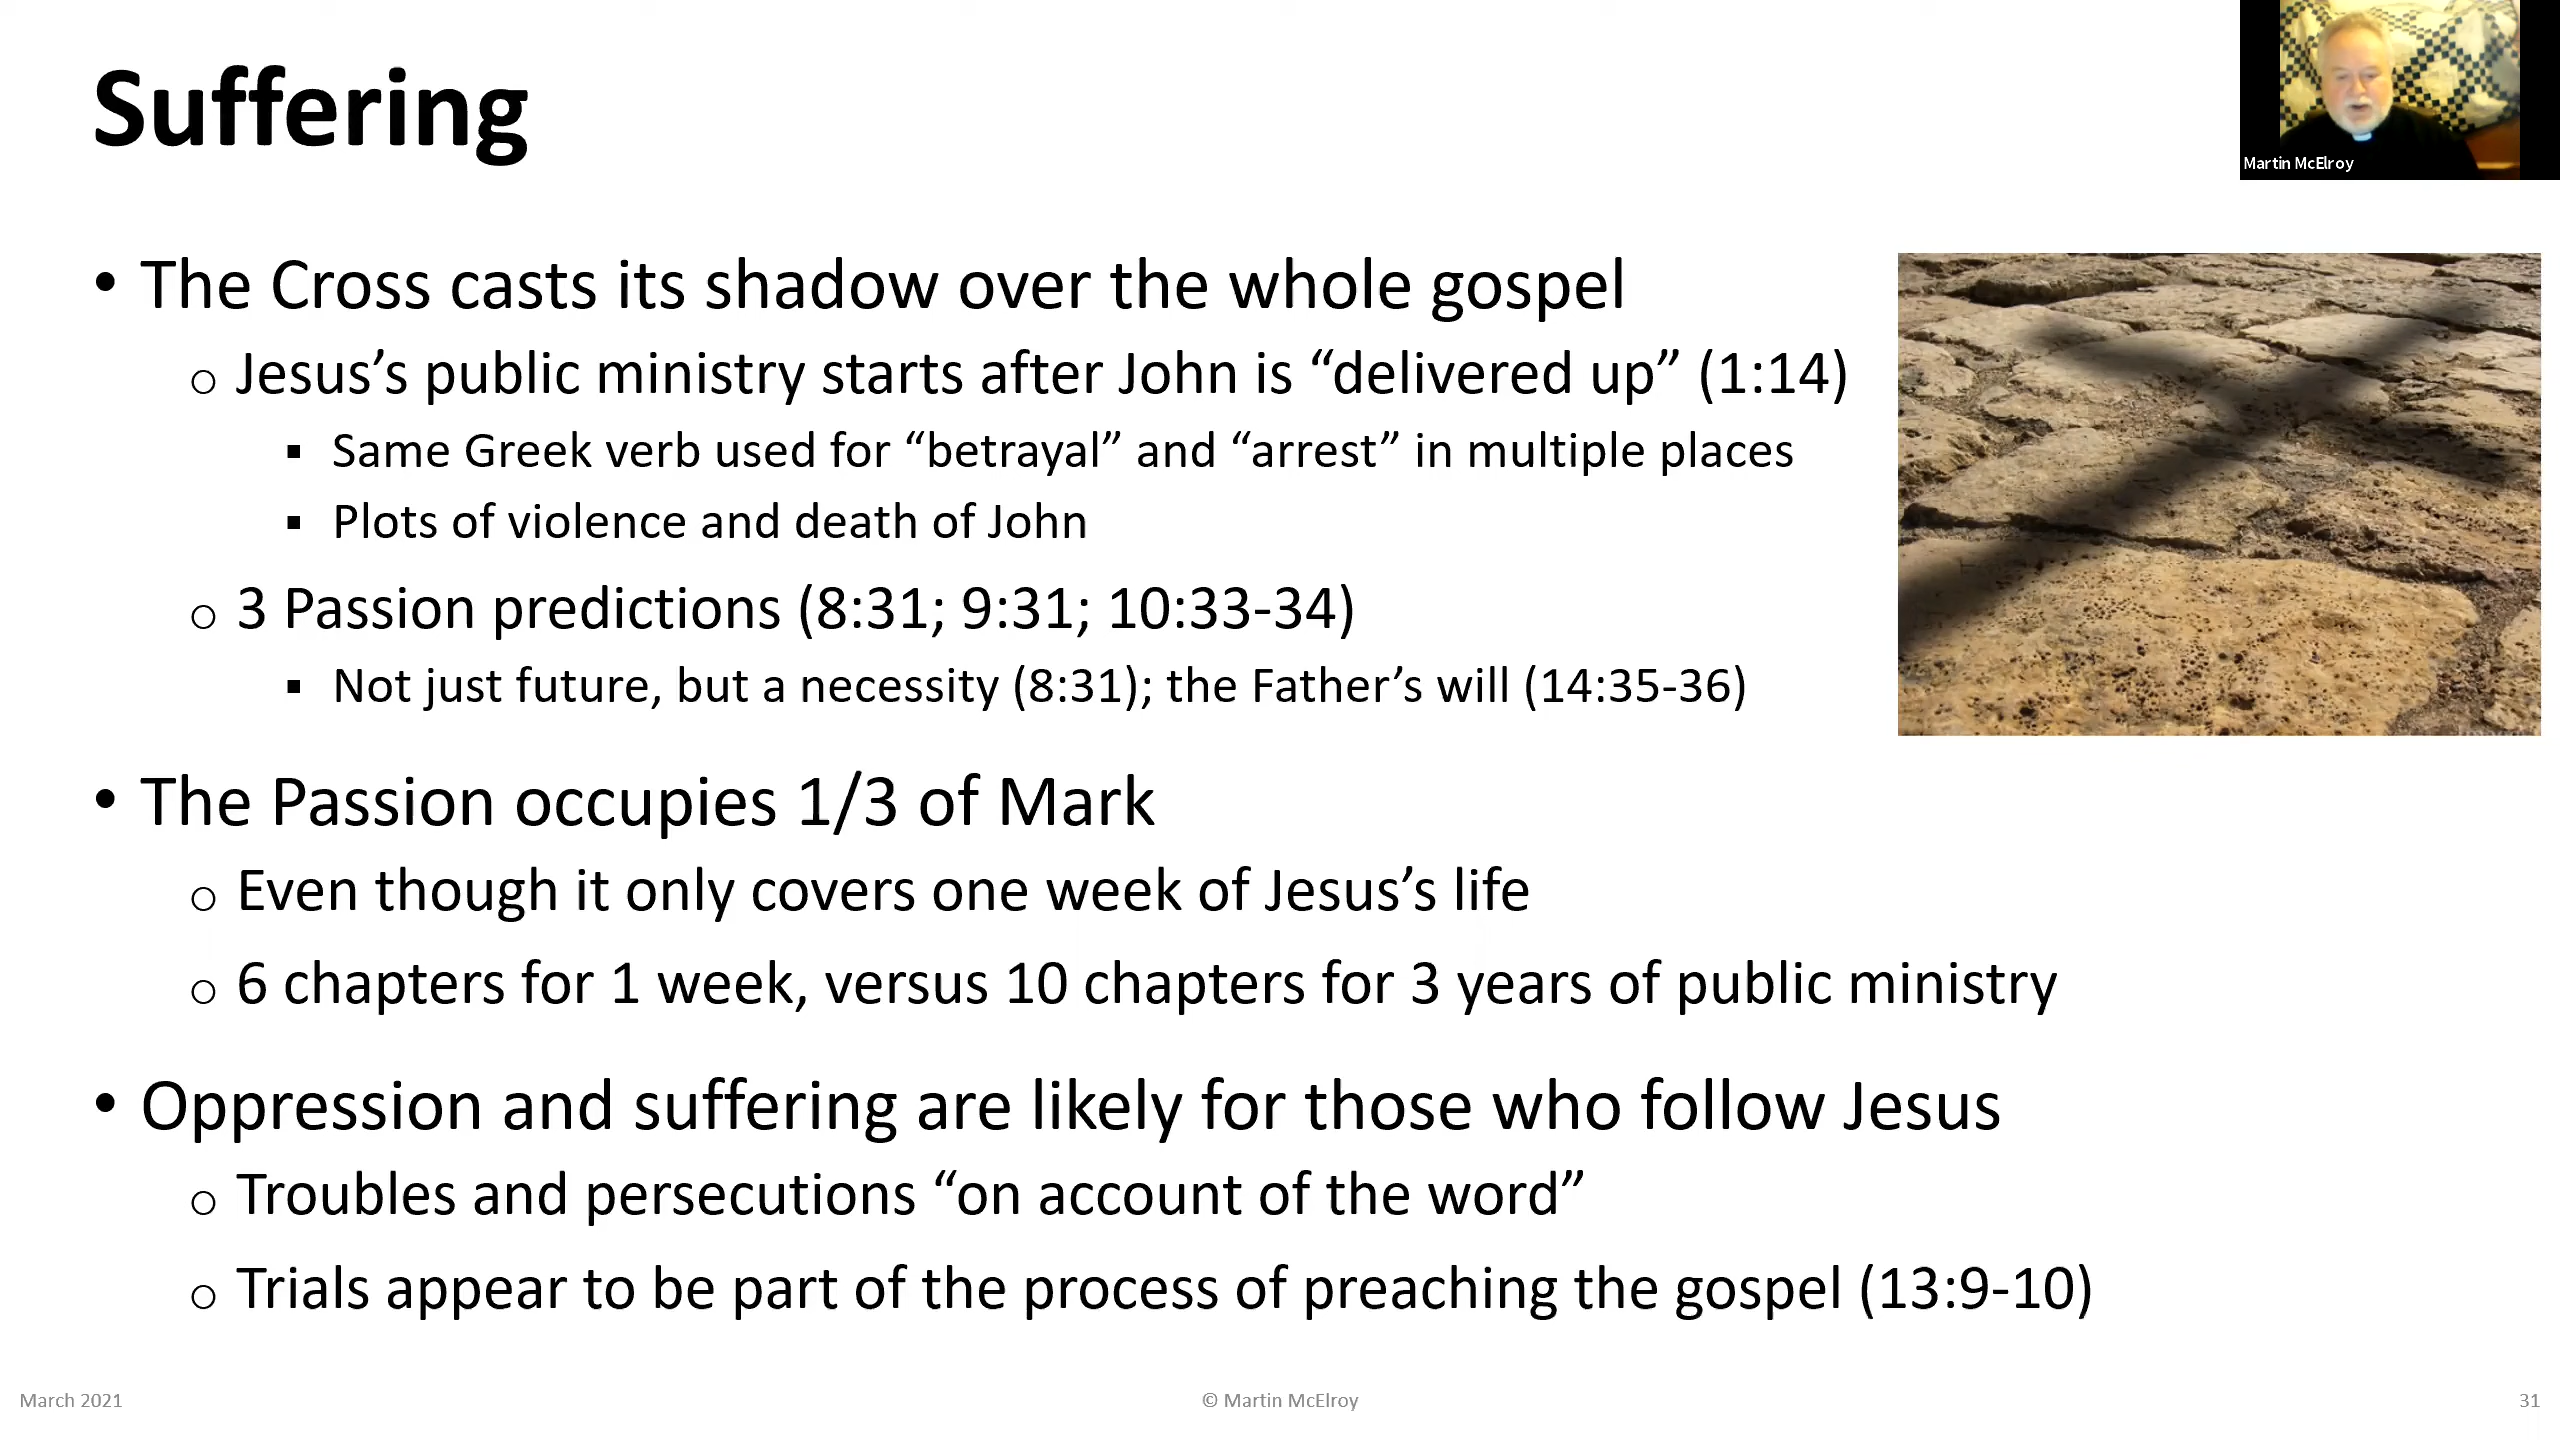 Suffering
Martin McElroy
• The Cross casts its shadow over the whole gospel
o Jesus’s public ministry starts after John is “delivered up” (1:14)
▪ Same Greek verb used for “betrayal” and “arrest” in multiple places
▪ Plots of violence and death of John
o 3 Passion predictions (8:31; 9:31; 10:33-34)
▪ Not just future, but a necessity (8:31); the Father’s will (14:35-36)
• The Passion occupies 1/3 of Mark
o Even though it only covers one week of Jesus’s life
o 6 chapters for 1 week, versus 10 chapters for 3 years of public ministry
• Oppression and suffering are likely for those who follow Jesus
o Troubles and persecutions “on account of the word”
o Trials appear to be part of the process of preaching the gospel (13:9-10)
March 2021
© Martin McElroy
31